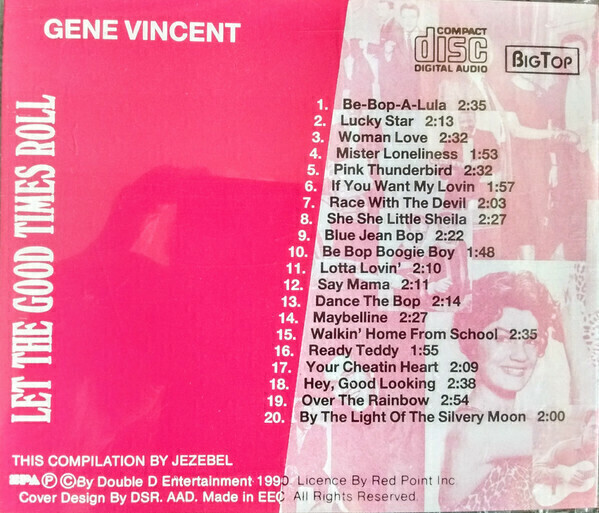 GENE VINCENT
COMPACT
disc
DIGITAL AUDIO
BIGTOP
LET THE GOOD TIMES ROLL
1. Be-Bop-A-Lula 2:35
2. Lucky Star 2:13
3. Woman Love 2:32
4. Mister Loneliness 1:53
5. Pink Thunderbird 2:32
6. If You Want My Lovin 1:57
7. Race With The Devil 2:03
8. She She Little Sheila 2:27
9. Blue Jean Bop 2:22
10. Be Bop Boogie Boy 1:48
11. Lotta Lovin' 2:10
12. Say Mama 2:11
13. Dance The Bop 2:14
14. Maybelline 2:27
15. Walkin' Home From School 2:35
16. Ready Teddy 1:55
17. Your Cheatin Heart 2:09
18. Hey, Good Looking 2:38
19. Over The Rainbow 2:54
20. By The Light Of The Silvery Moon 2:00
THIS COMPILATION BY JEZEBEL
SPA ℗ © By Double D Entertainment 1990. Licence By Red Point Inc.
Cover Design By DSR. AAD. Made in EEC All Rights Reserved.